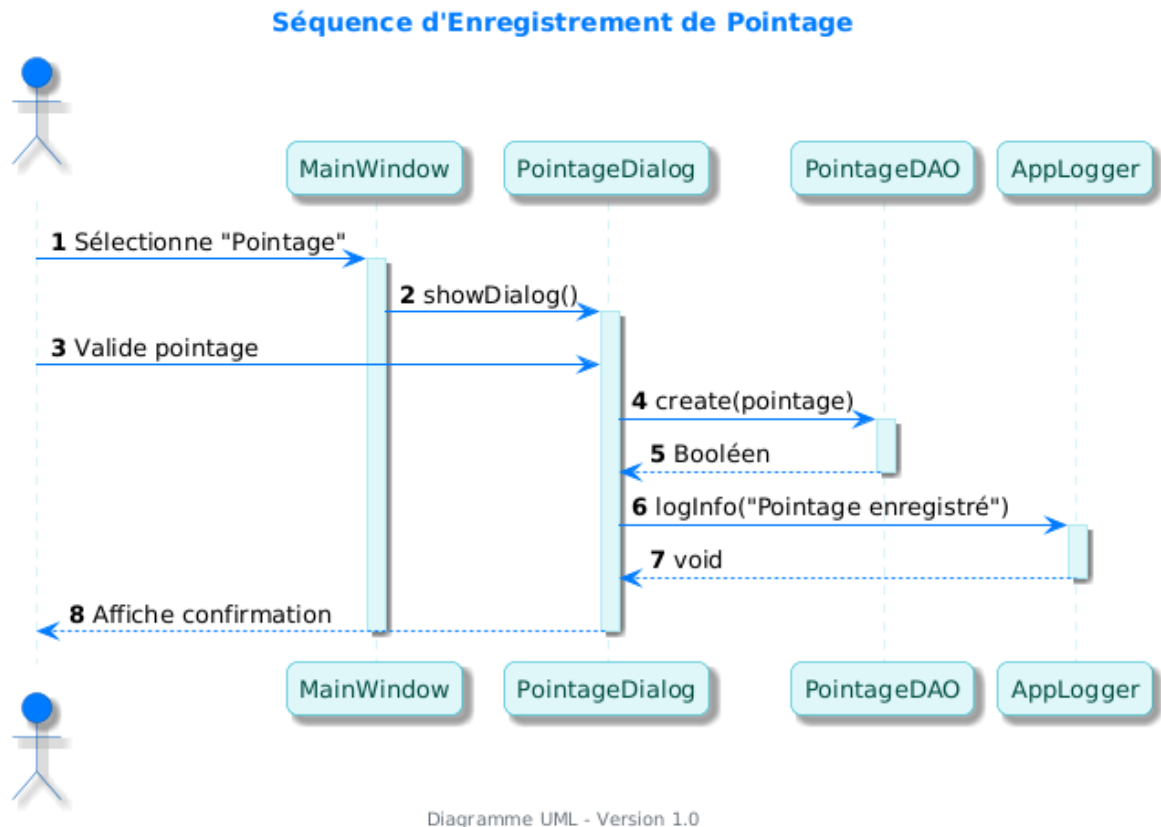 Séquence d'Enregistrement de Pointage
MainWindow PointageDialog PointageDAO AppLogger
1 Sélectionne "Pointage"
2 showDialog()
3 Valide pointage
4 create(pointage)
5 Booléen
6 logInfo("Pointage enregistré")
7 void
8 Affiche confirmation
MainWindow PointageDialog PointageDAO AppLogger
Diagramme UML - Version 1.0